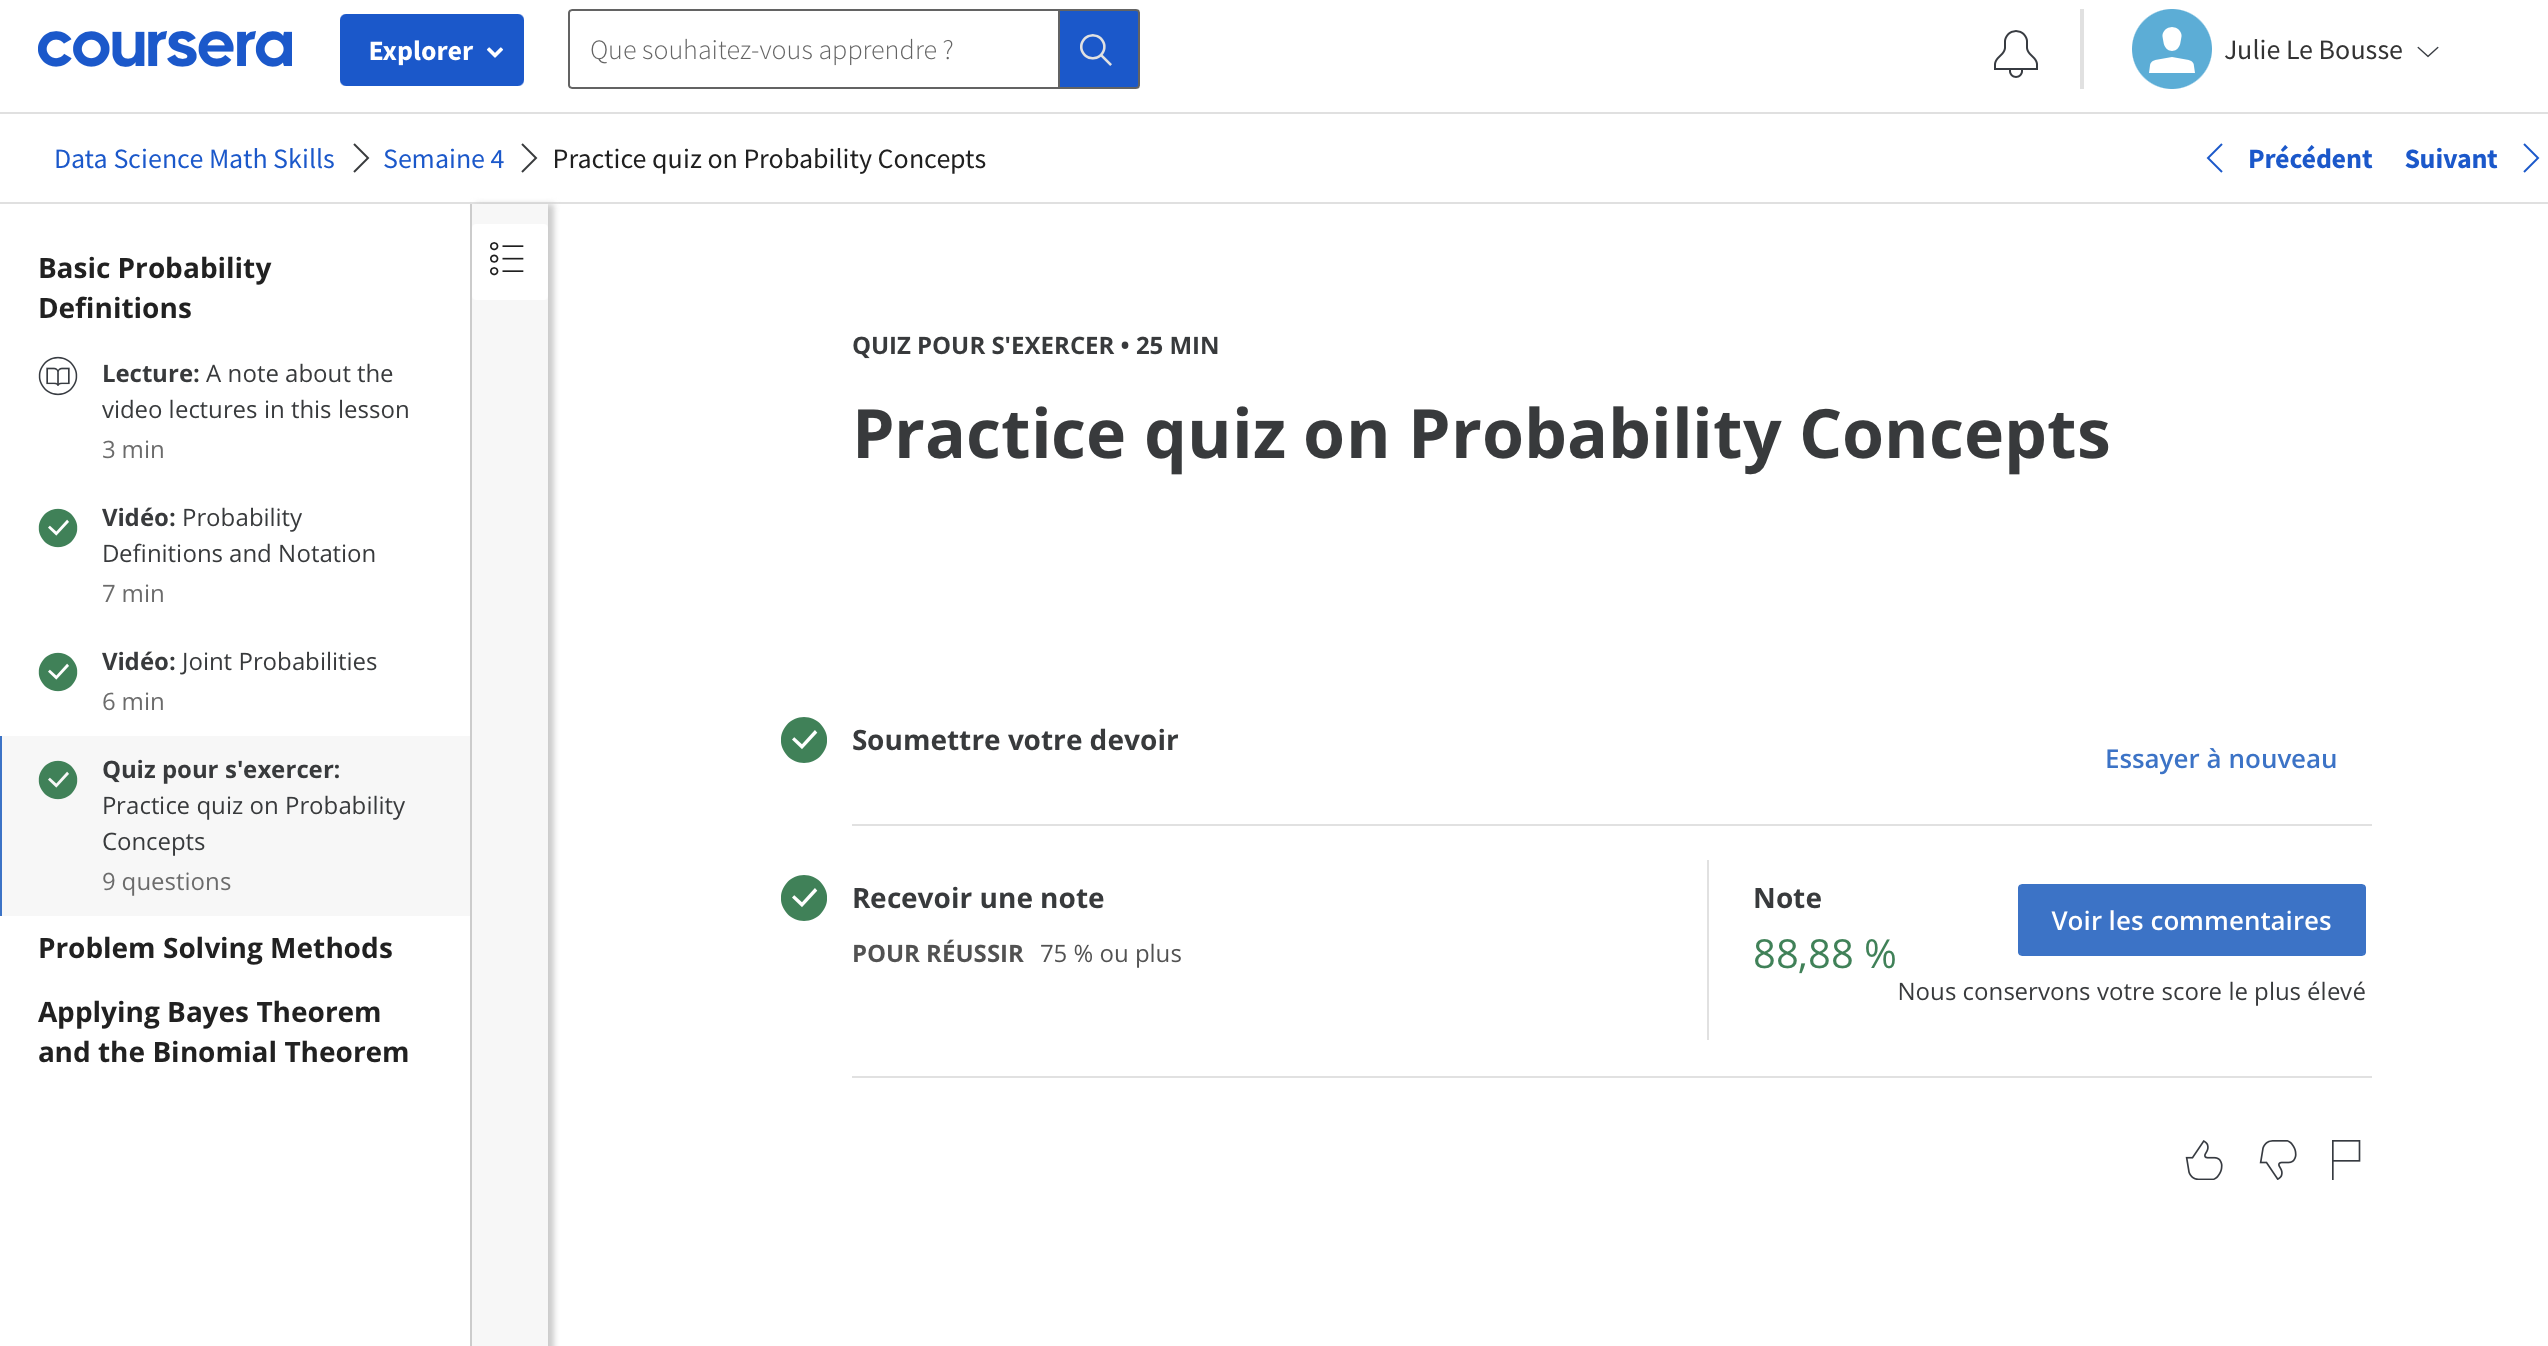 coursera
Explorer
Que souhaitez-vous apprendre ?
Julie Le Bousse
Data Science Math Skills
Semaine 4
Practice quiz on Probability Concepts
Précédent
Suivant
Basic Probability
Definitions
Lecture: A note about the
video lectures in this lesson
3 min
Vidéo: Probability
Definitions and Notation
7 min
Vidéo: Joint Probabilities
6 min
Quiz pour s'exercer:
Practice quiz on Probability
Concepts
9 questions
Problem Solving Methods
Applying Bayes Theorem
and the Binomial Theorem
QUIZ POUR S'EXERCER • 25 MIN
Practice quiz on Probability Concepts
Soumettre votre devoir
Essayer à nouveau
Recevoir une note
POUR RÉUSSIR 75 % ou plus
Note
88,88 %
Voir les commentaires
Nous conservons votre score le plus élevé